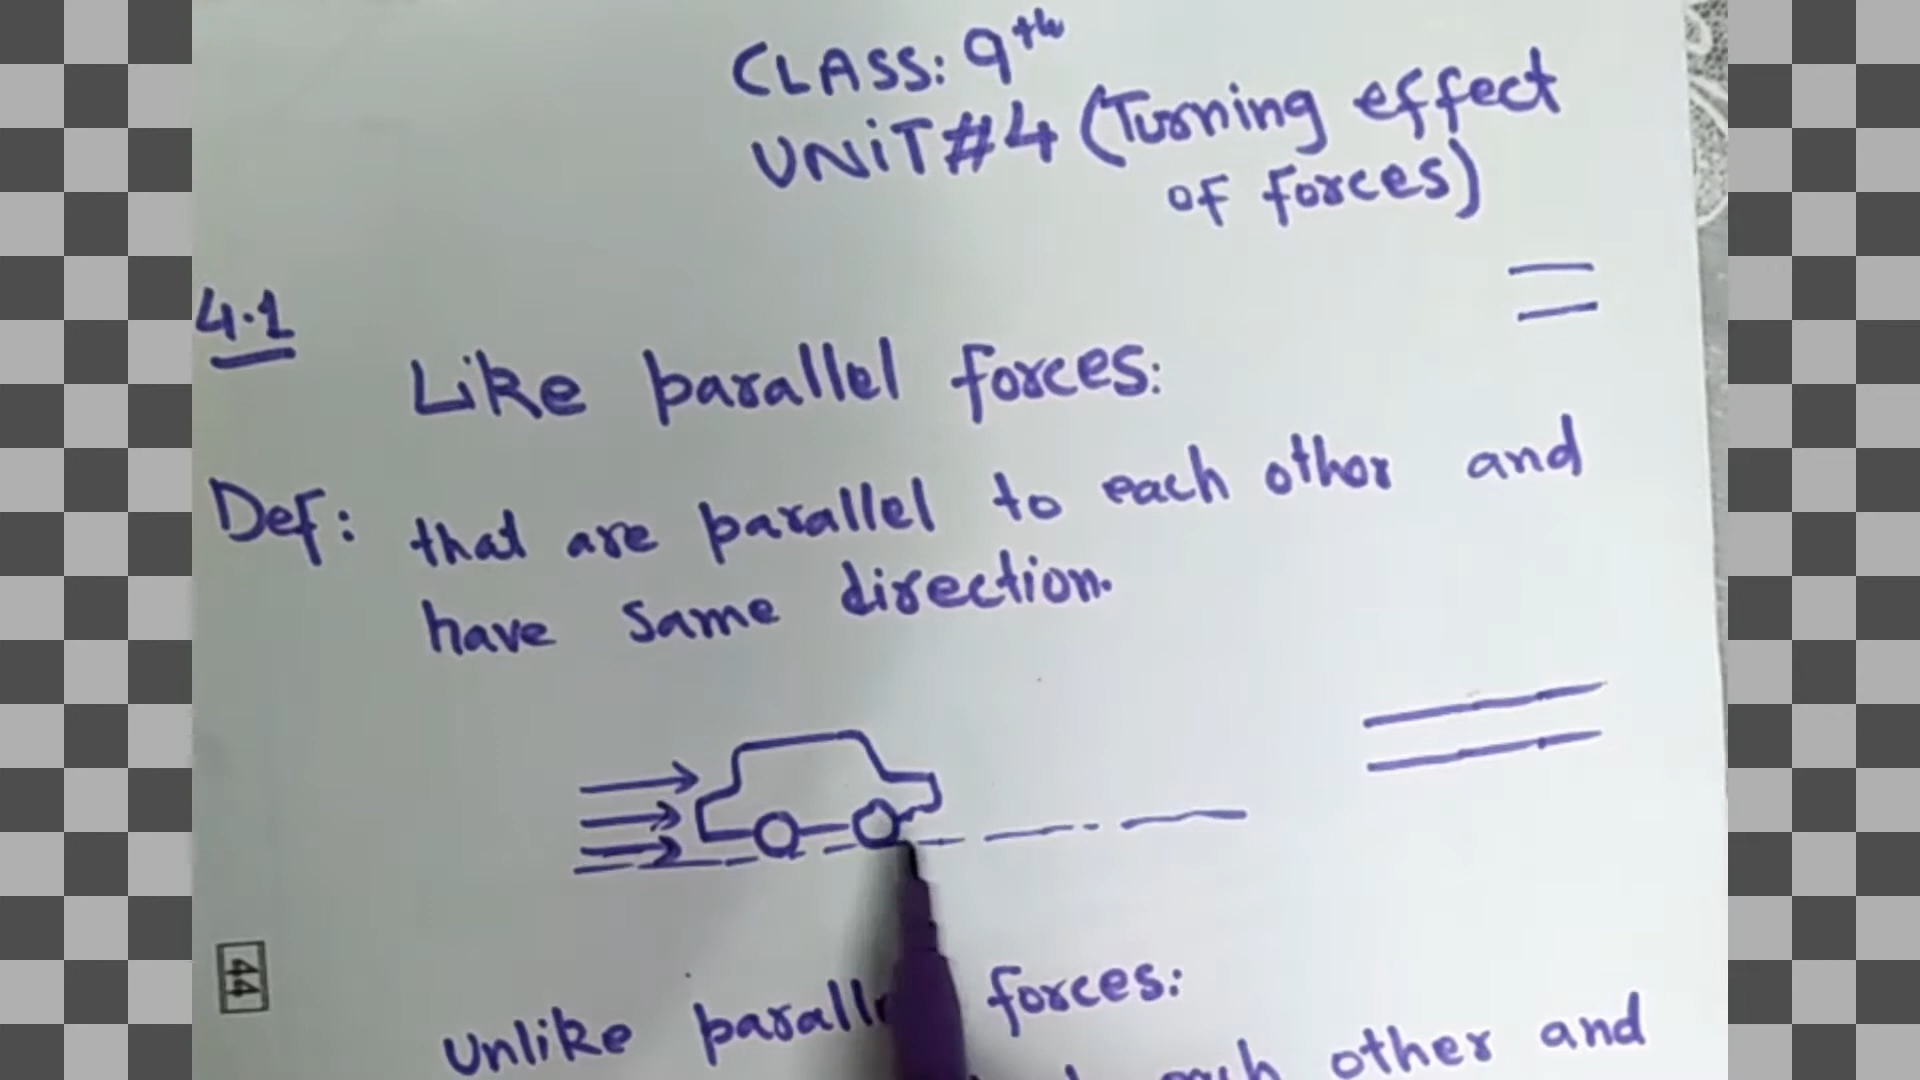 CLASS: 9th
UNiT #4 (Turning effect
of forces)
4.1
Like parallel forces:
Def: that are parallel to each other and
have same direction.
44
Unlike forces:
other and